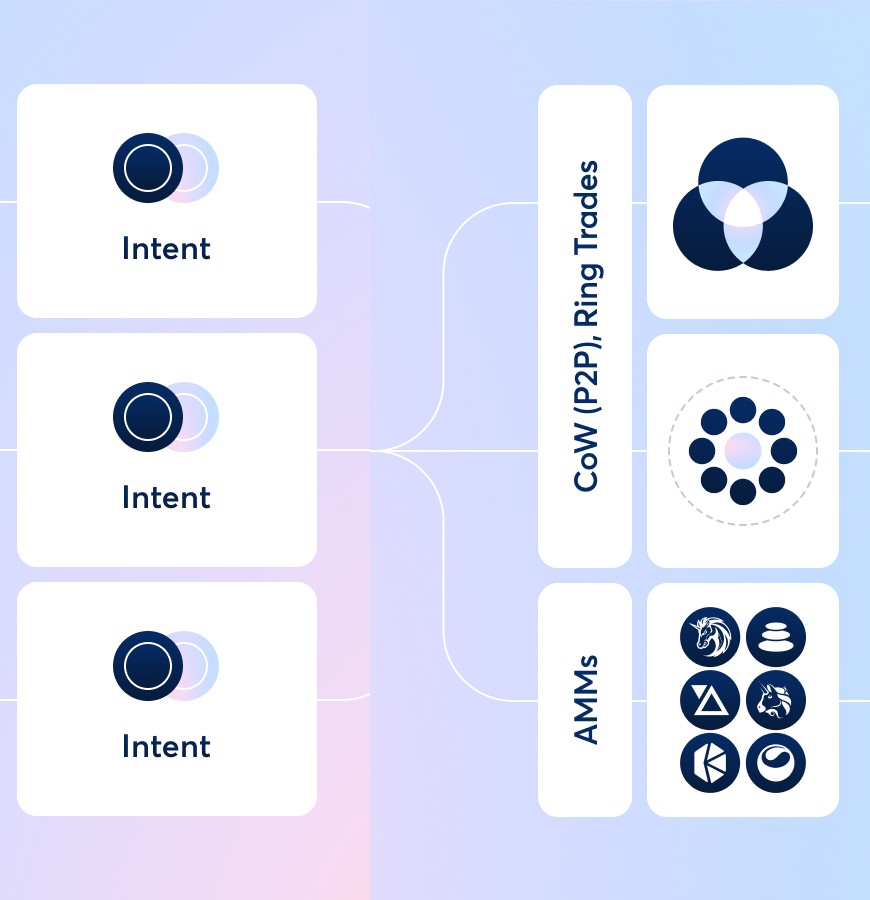 Intent
Intent
Intent
CoW (P2P), Ring Trades
AMMs